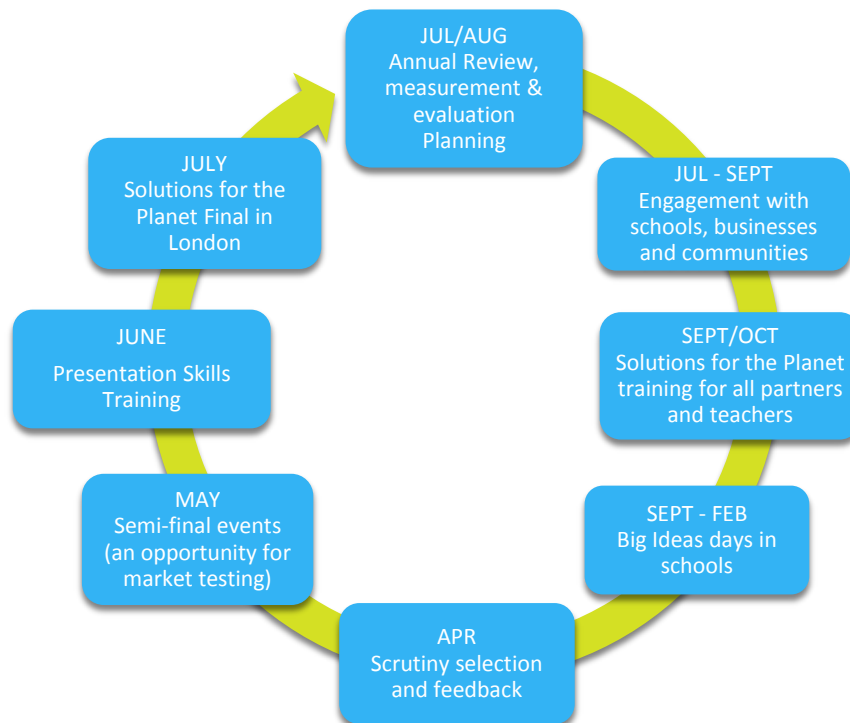 JUL/AUG
Annual Review,
measurement &
evaluation
Planning
JUL - SEPT
Engagement with
schools, businesses
and communities
SEPT/OCT
Solutions for the Planet
training for all partners
and teachers
SEPT - FEB
Big Ideas days in
schools
APR
Scrutiny selection
and feedback
MAY
Semi-final events
(an opportunity for
market testing)
JUNE
Presentation Skills
Training
JULY
Solutions for the
Planet Final in
London